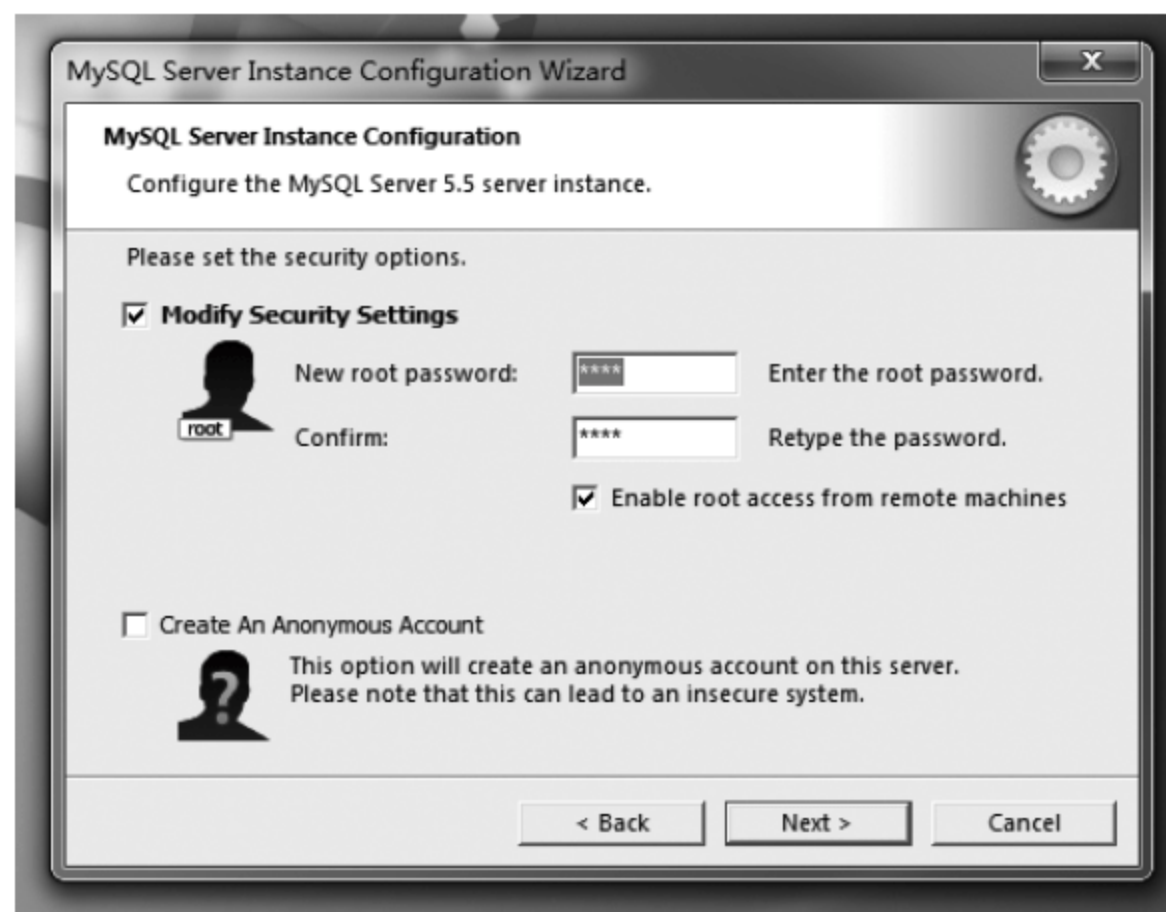 MySQL Server Instance Configuration Wizard
x
MySQL Server Instance Configuration
Configure the MySQL Server 5.5 server instance.
Please set the security options.
Modify Security Settings
New root password: **** Enter the root password.
root
Confirm: **** Retype the password.
Enable root access from remote machines
Create An Anonymous Account
?
This option will create an anonymous account on this server.
Please note that this can lead to an insecure system.
< Back Next > Cancel